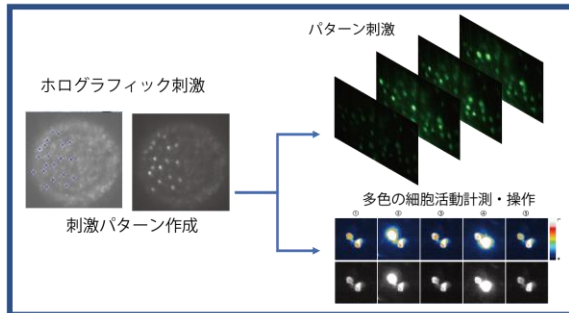 パターン刺激
ホログラフィック刺激
刺激パターン作成
多色の細胞活動計測・操作
① ② ③ ④ ⑤